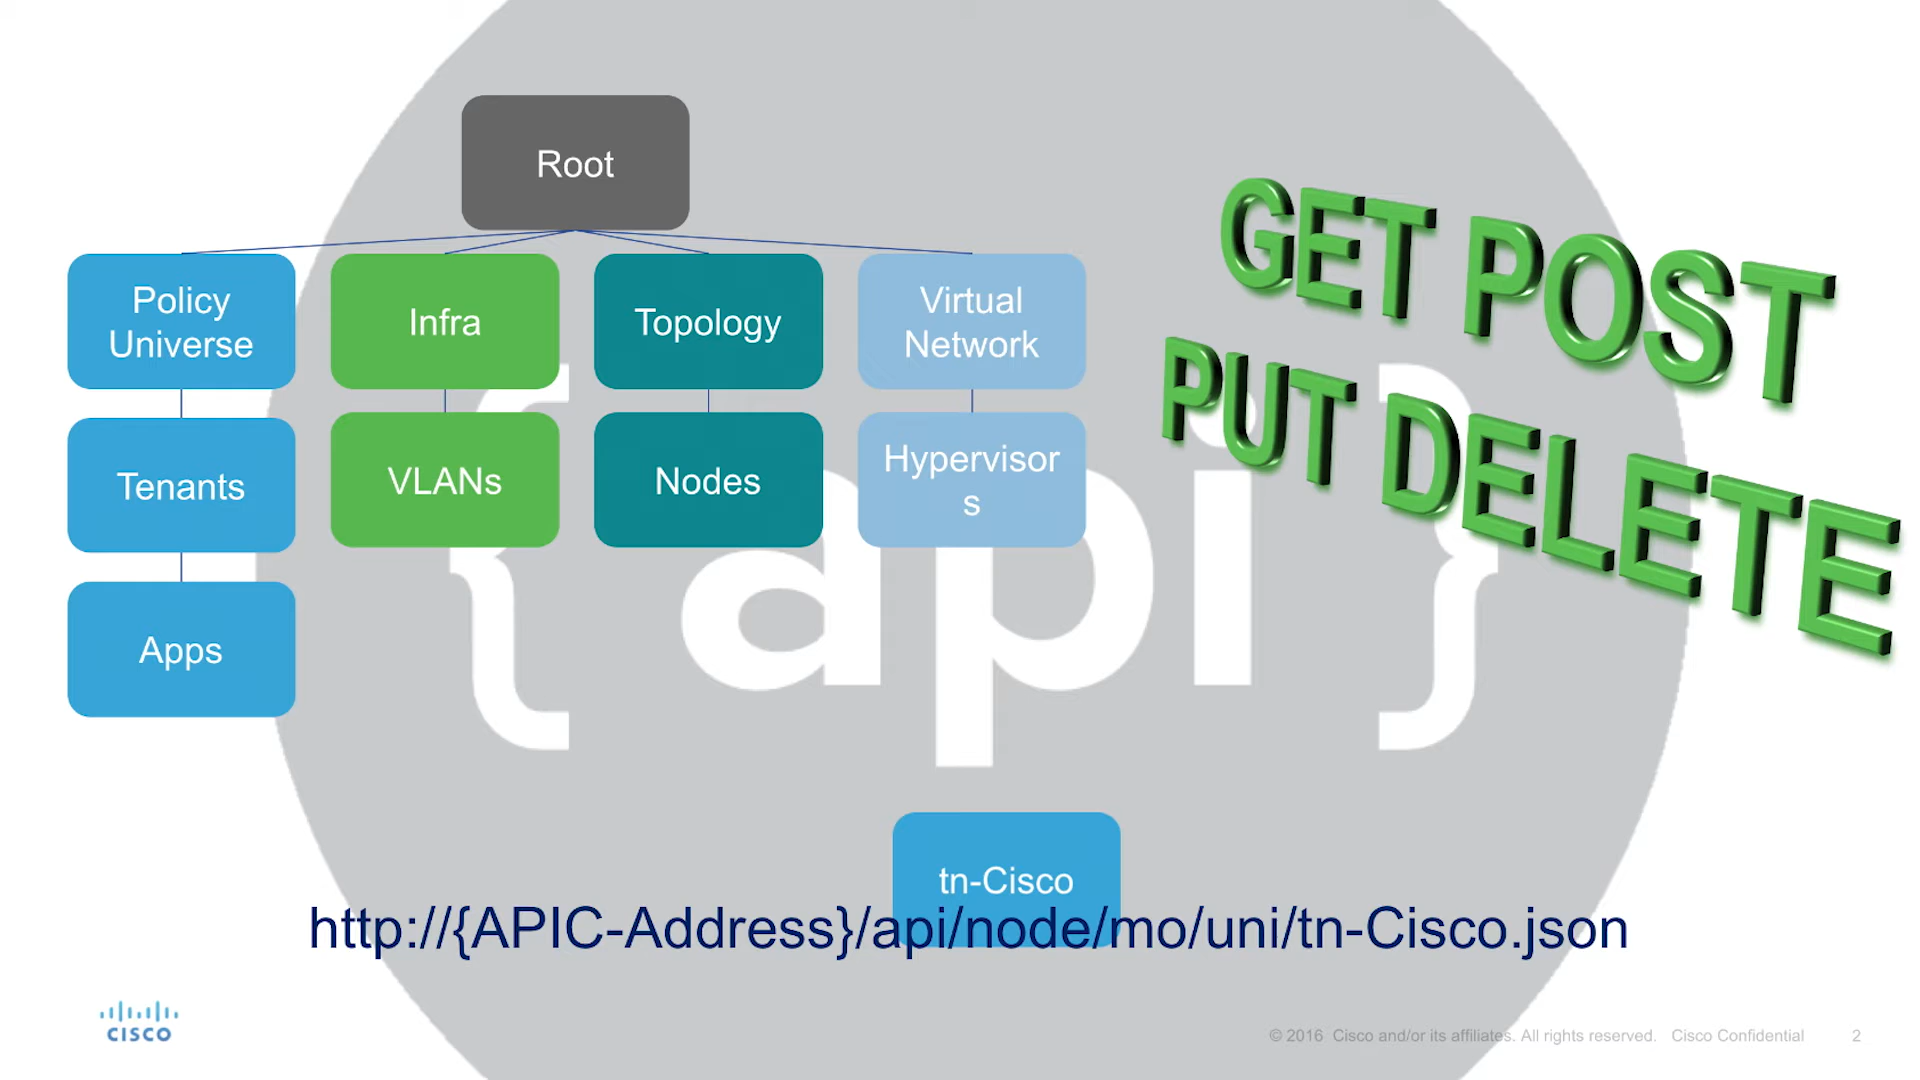 Root
Policy
Universe
Infra
Topology
Virtual
Network
Tenants
VLANs
Nodes
Hypervisor
s
Apps
GET POST
PUT DELETE
{ api }
tn-Cisco
http://{APIC-Address}/api/node/mo/uni/tn-Cisco.json
CISCO
© 2016 Cisco and/or its affiliates. All rights reserved. Cisco Confidential 2